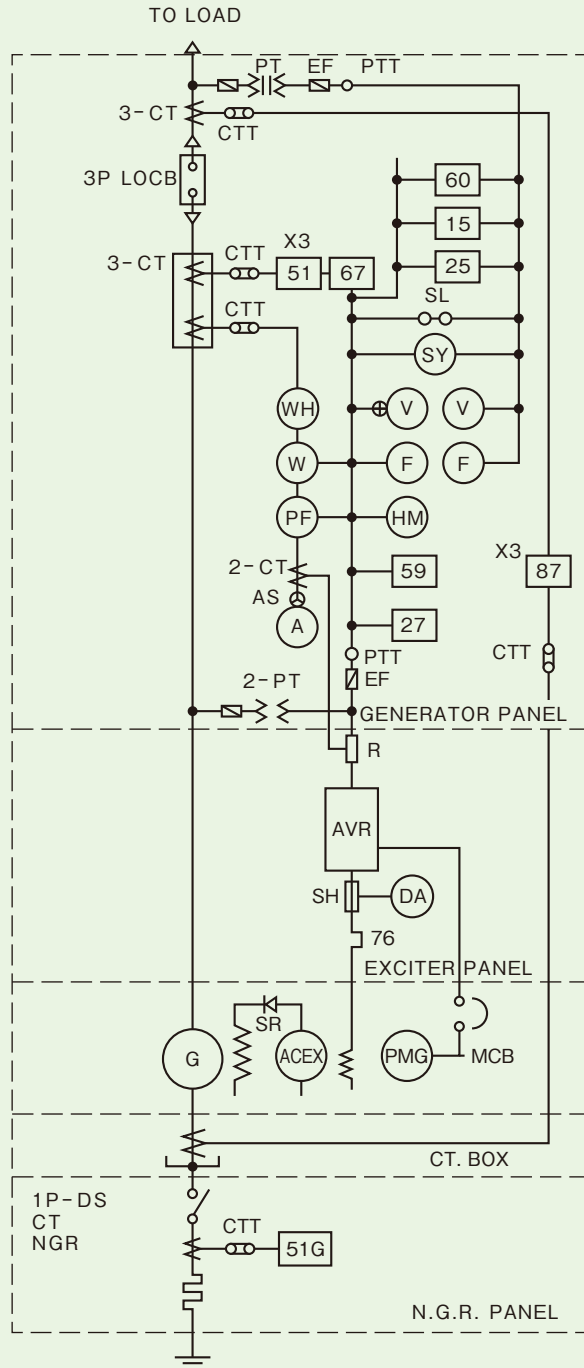 TO LOAD
PT EF PTT
3-CT
CTT
3P LOCB
60
15
25
CTT X3
3-CT
51 67
SL
CTT
SY
WH V V
W F F
PF HM
X3
2-CT 59 87
AS
A 27
CTT
PTT
EF
2-PT
GENERATOR PANEL
R
AVR
SH DA
76
EXCITER PANEL
SR
G ACEX PMG MCB
CT. BOX
1P-DS
CT
NGR
CTT
51G
N.G.R. PANEL